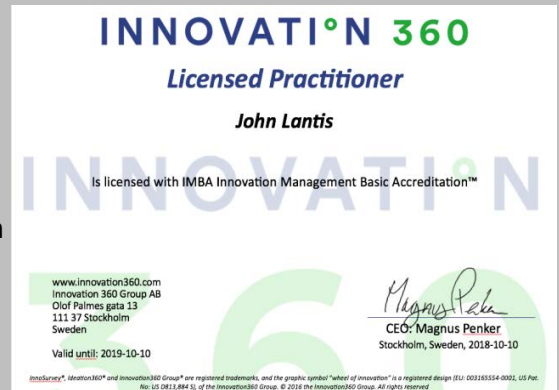 INNOVATI°N 360
Licensed Practitioner
John Lantis
INNOVATI°N
Is licensed with IMBA Innovation Management Basic Accreditation™
360
www.innovation360.com
Innovation 360 Group AB
Olof Palmes gata 13
111 37 Stockholm
Sweden
Valid until: 2019-10-10
Magnus Penker
CEO: Magnus Penker
Stockholm, Sweden, 2018-10-10
InnoSurvey®, Ideation360® and Innovation360 Group® are registered trademarks, and the graphic symbol "wheel of innovation" is a registered design (EU: 003165554-0001, US Pat.
No: US D813,884 S), of the Innovation360 Group. © 2016 the Innovation360 Group. All rights reserved